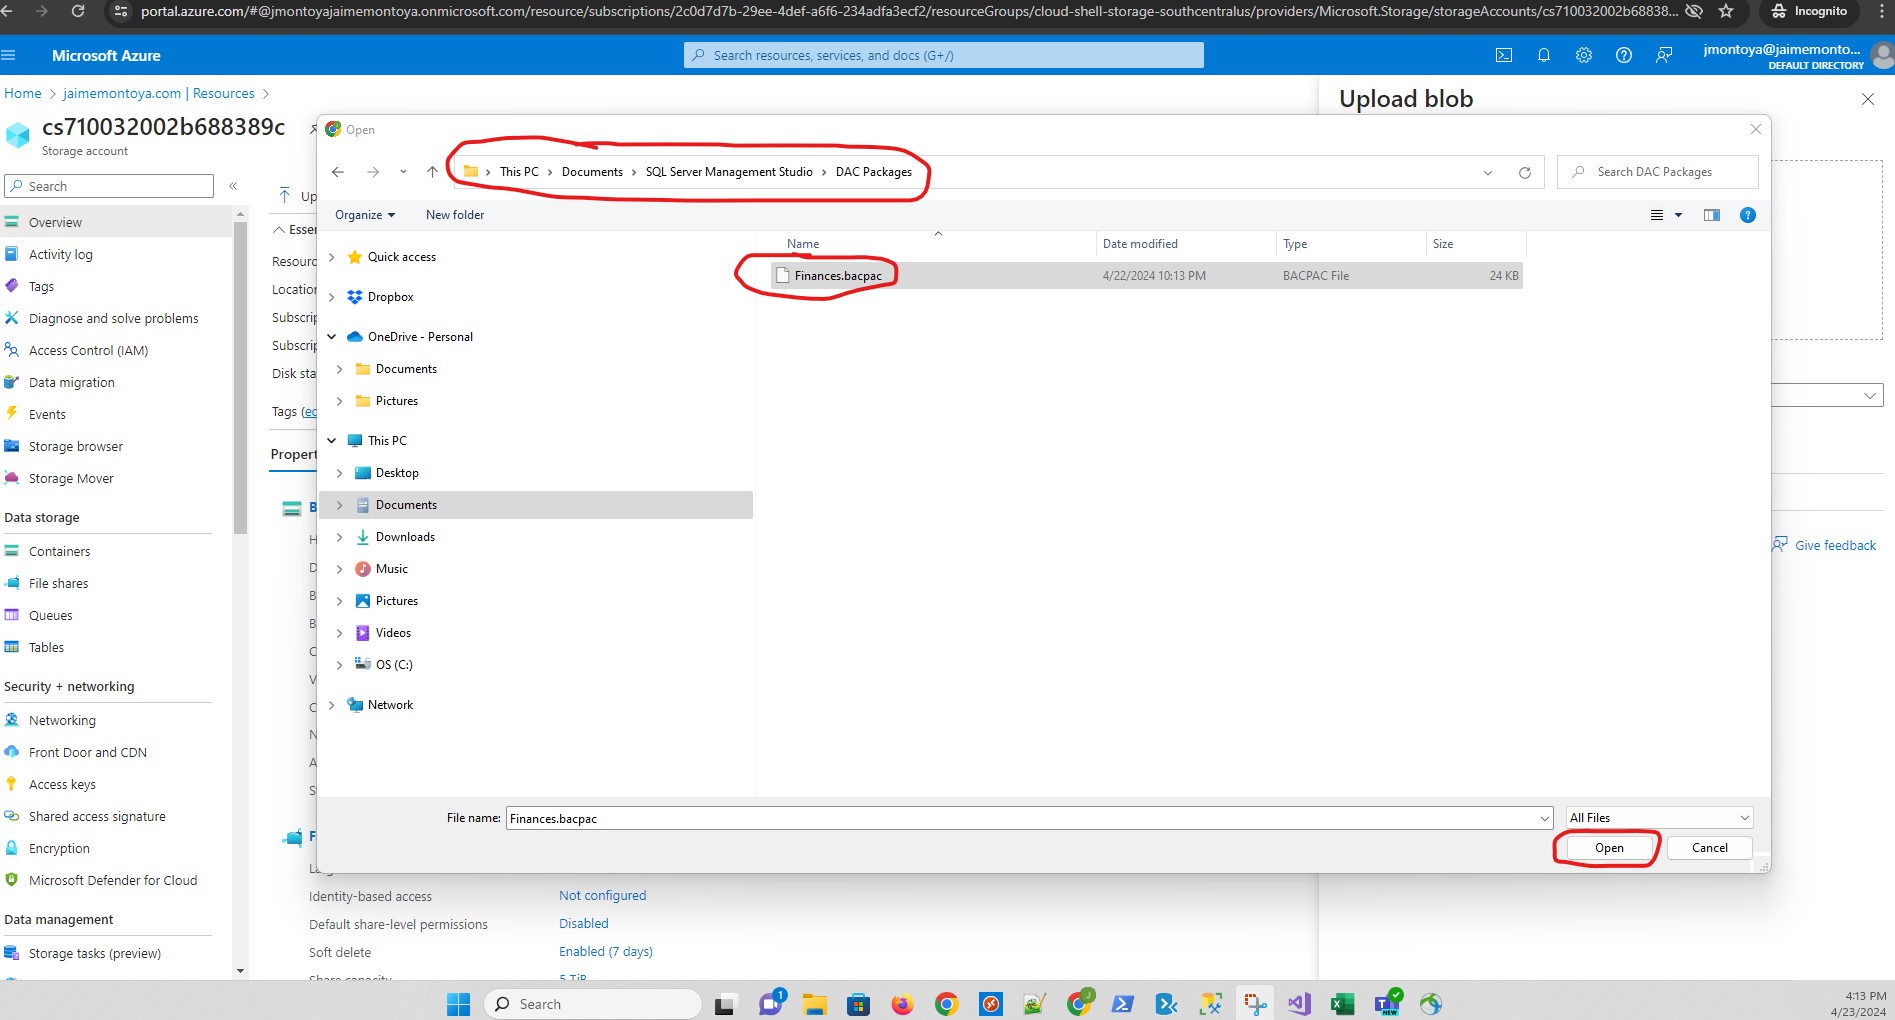 portal.azure.com/#@jmontoyajaimemontoya.onmicrosoft.com/resource/subscriptions/2c0d7d7b-29ee-4def-a6f6-234adfa3ecf2/resourceGroups/cloud-shell-storage-southcentralus/providers/Microsoft.Storage/storageAccounts/cs710032002b68838...
Incognito
Microsoft Azure
Search resources, services, and docs (G+/)
jmontoya@jaimemonto...
DEFAULT DIRECTORY
Home > jaimemontoya.com | Resources >
Upload blob
cs710032002b688389c
Storage account
Search
Up
Overview
Activity log
Tags
Diagnose and solve problems
Access Control (IAM)
Data migration
Events
Storage browser
Storage Mover
Data storage
Containers
File shares
Queues
Tables
Security + networking
Networking
Front Door and CDN
Access keys
Shared access signature
Encryption
Microsoft Defender for Cloud
Data management
Storage tasks (preview)
Essen
Resourc
Location
Subscrip
Subscrip
Disk sta
Tags (ed
Propert
B
H
D
B
B
C
V
C
N
A
S
F
Identity-based access Not configured
Default share-level permissions Disabled
Soft delete Enabled (7 days)
Share capacity 5 TiB
Open
This PC > Documents > SQL Server Management Studio > DAC Packages
Search DAC Packages
Organize New folder
Quick access
Dropbox
OneDrive - Personal
Documents
Pictures
This PC
Desktop
Documents
Downloads
Music
Pictures
Videos
OS (C:)
Network
Name Date modified Type Size
Finances.bacpac 4/22/2024 10:13 PM BACPAC File 24 KB
File name: Finances.bacpac All Files
Open Cancel
Give feedback
Search
1
J
NEW
4:13 PM
4/23/2024